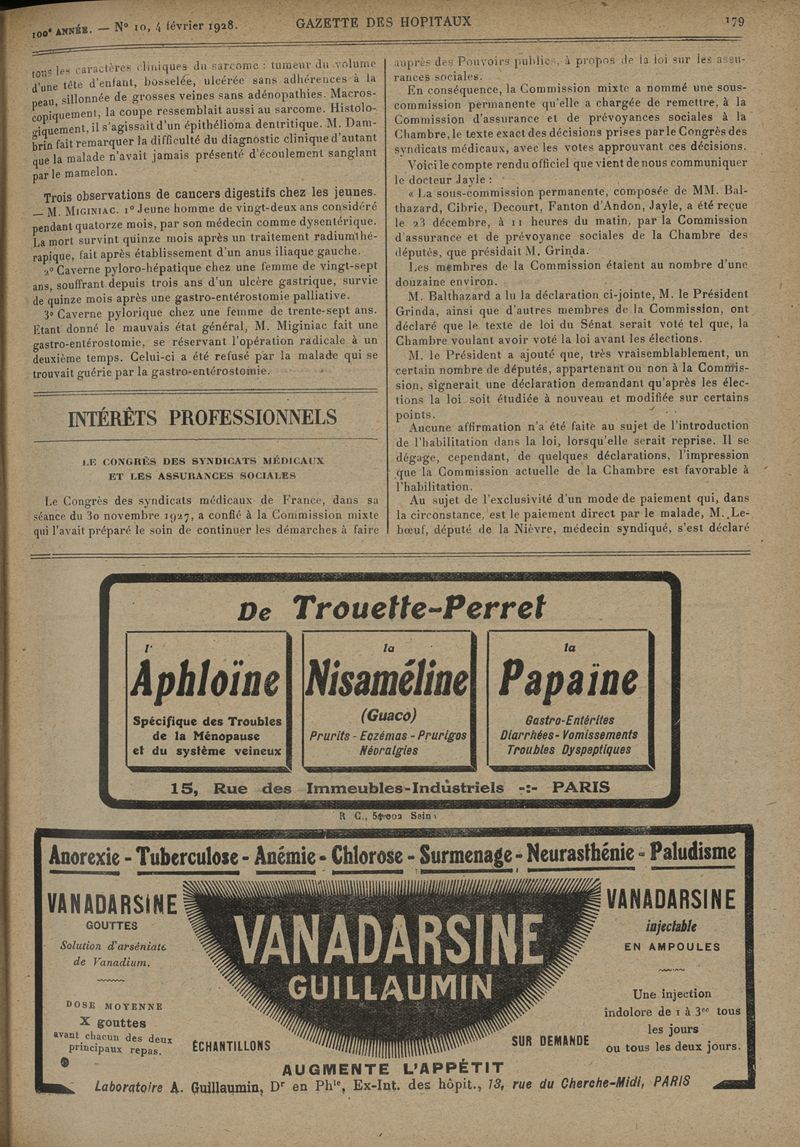 100e ANNÉE. — N° 10, 4 février 1928.
GAZETTE DES HOPITAUX
179
tous les caractères cliniques du sarcome : tumeur du volume
d'une tête d'enfant, bosselée, ulcérée sans adhérences à la
peau, sillonnée de grosses veines sans adénopathies. Macros-
copiquement, la coupe ressemblait aussi au sarcome. Histolo-
giquement, il s'agissait d'un épithélioma dentritique. M. Dam-
brin fait remarquer la difficulté du diagnostic clinique d'autant
que la malade n'avait jamais présenté d'écoulement sanglant
par le mamelon.
Trois observations de cancers digestifs chez les jeunes.
— M. MIGINIAC. 1° Jeune homme de vingt-deux ans considéré
pendant quatorze mois, par son médecin comme dysentérique.
La mort survint quinze mois après un traitement radiumthé-
rapique, fait après établissement d'un anus iliaque gauche.
2° Caverne pyloro-hépatique chez une femme de vingt-sept
ans, souffrant depuis trois ans d'un ulcère gastrique, survie
de quinze mois après une gastro-entérostomie palliative.
3° Caverne pylorique chez une femme de trente-sept ans.
Etant donné le mauvais état général, M. Miginiac fait une
gastro-entérostomie, se réservant l'opération radicale à un
deuxième temps. Celui-ci a été refusé par la malade qui se
trouvait guérie par la gastro-entérostomie.
INTÉRÊTS PROFESSIONNELS
LE CONGRÈS DES SYNDICATS MÉDICAUX
ET LES ASSURANCES SOCIALES
Le Congrès des syndicats médicaux de France, dans sa
séance du 30 novembre 1927, a confié à la Commission mixte
qui l'avait préparé le soin de continuer les démarches à faire
auprès des Pouvoirs publics, à propos de la loi sur les assu-
rances sociales.
En conséquence, la Commission mixte a nommé une sous-
commission permanente qu'elle a chargée de remettre, à la
Commission d'assurance et de prévoyances sociales à la
Chambre, le texte exact des décisions prises par le Congrès des
syndicats médicaux, avec les votes approuvant ces décisions.
Voici le compte rendu officiel que vient de nous communiquer
le docteur Jayle :
« La sous-commission permanente, composée de MM. Bal-
thazard, Cibrie, Decourt, Fanton d'Andon, Jayle, a été reçue
le 23 décembre, à 11 heures du matin, par la Commission
d'assurance et de prévoyance sociales de la Chambre des
députés, que présidait M. Grinda.
Les membres de la Commission étaient au nombre d'une
douzaine environ.
M. Balthazard a lu la déclaration ci-jointe, M. le Président
Grinda, ainsi que d'autres membres de la Commission, ont
déclaré que le texte de loi du Sénat serait voté tel que, la
Chambre voulant avoir voté la loi avant les élections.
M. le Président a ajouté que, très vraisemblablement, un
certain nombre de députés, appartenant ou non à la Commis-
sion, signerait une déclaration demandant qu'après les élec-
tions la loi soit étudiée à nouveau et modifiée sur certains
points.
Aucune affirmation n'a été faite au sujet de l'introduction
de l'habilitation dans la loi, lorsqu'elle serait reprise. Il se
dégage, cependant, de quelques déclarations, l'impression
que la Commission actuelle de la Chambre est favorable à
l'habilitation.
Au sujet de l'exclusivité d'un mode de paiement qui, dans
la circonstance, est le paiement direct par le malade, M. Le-
bœuf, député de la Nièvre, médecin syndiqué, s'est déclaré
De Trouette-Perret
l'
Aphloïne
Spécifique des Troubles
de la Ménopause
et du système veineux
la
Nisaméline
(Guaco)
Prurits - Eczémas - Prurigos
Névralgies
la
Papaïne
Gastro-Entérites
Diarrhées - Vomissements
Troubles Dyspeptiques
15, Rue des Immeubles-Industriels -:- PARIS
R C., 54.002 Seine
Anorexie - Tuberculose - Anémie - Chlorose - Surmenage - Neurasthénie - Paludisme
VANADARSINE
GOUTTES
Solution d'arséniate
de Vanadium.
DOSE MOYENNE
X gouttes
avant chacun des deux
principaux repas.
VANADARSINE
GUILLAUMIN
ÉCHANTILLONS
SUR DEMANDE
VANADARSINE
injectable
EN AMPOULES
Une injection
indolore de 1 à 3cc tous
les jours
ou tous les deux jours.
AUGMENTE L'APPÉTIT
Laboratoire A. Guillaumin, Dr en Phie, Ex-Int. des hôpit., 13, rue du Cherche-Midi, PARIS